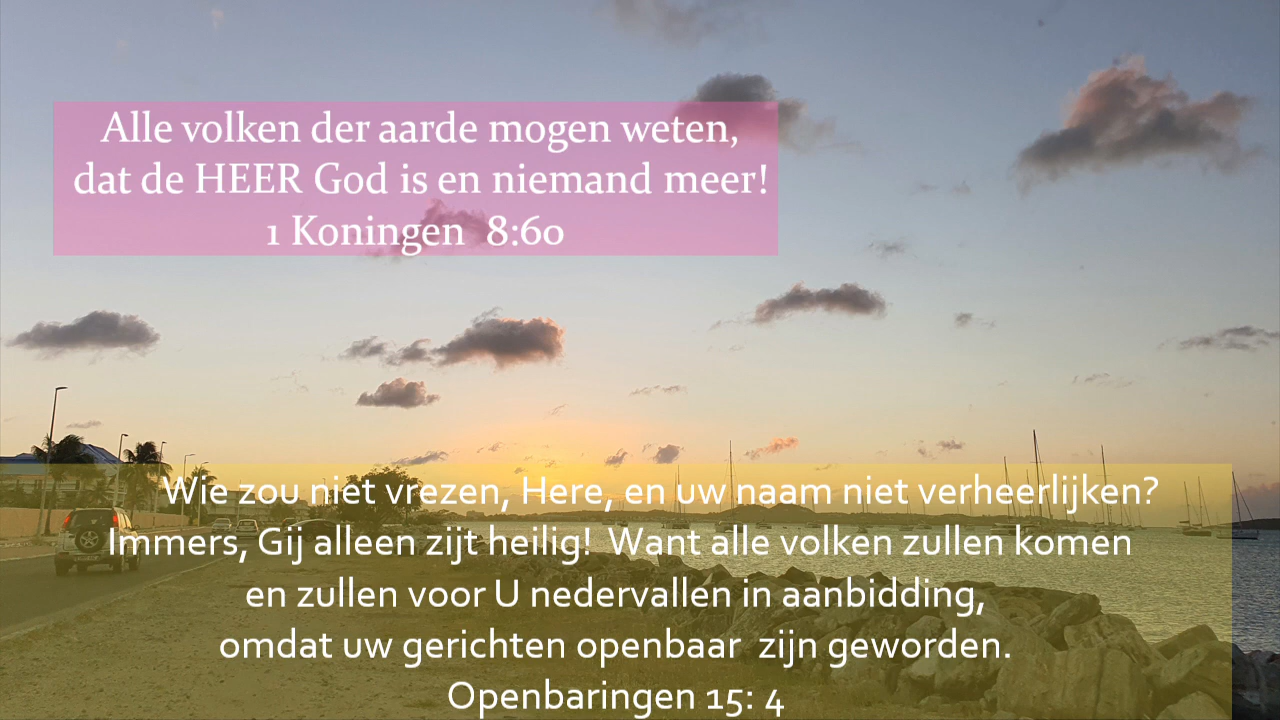 Alle volken der aarde mogen weten,
dat de HEER God is en niemand meer!
1 Koningen 8:60
Wie zou niet vrezen, Here, en uw naam niet verheerlijken?
Immers, Gij alleen zijt heilig! Want alle volken zullen komen
en zullen voor U nedervallen in aanbidding,
omdat uw gerichten openbaar zijn geworden.
Openbaringen 15: 4